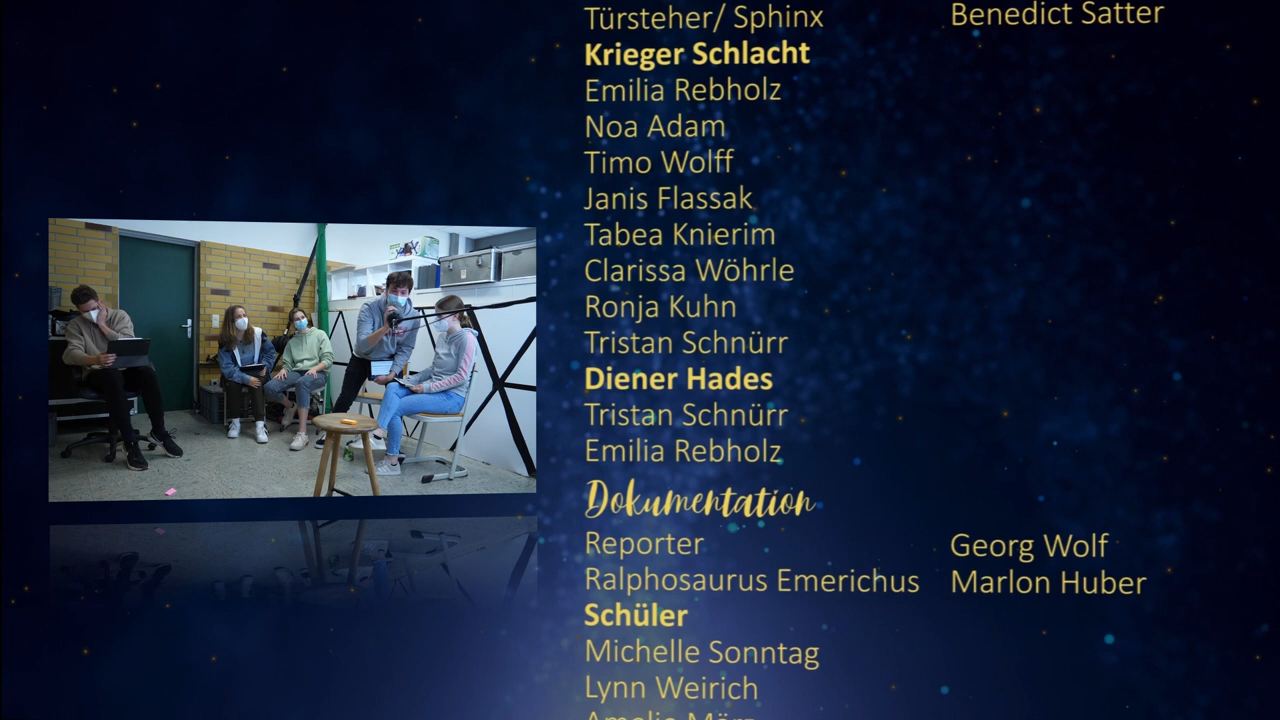 Türsteher/ Sphinx Benedict Satter
Krieger Schlacht
Emilia Rebholz
Noa Adam
Timo Wolff
Janis Flassak
Tabea Knierim
Clarissa Wöhrle
Ronja Kuhn
Tristan Schnürr
Diener Hades
Tristan Schnürr
Emilia Rebholz
Dokumentation
Reporter Georg Wolf
Ralphosaurus Emerichus Marlon Huber
Schüler
Michelle Sonntag
Lynn Weirich